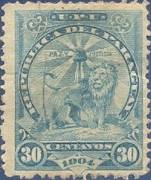 U.P.U.
REPUBLICA DEL PARAGUAY
PAZ Y JUSTICIA
30 CENTAVOS 30
1904